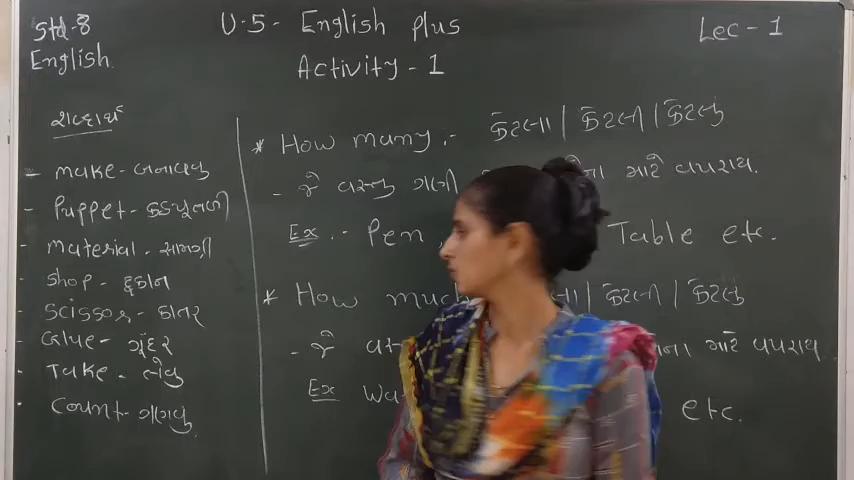 Std-8
English
U-5 - English plus
Activity - 1
Lec - 1
શબ્દાર્થ
- make - બનાવવુ
- Puppet - કઠપૂતળી
- material - સામગ્રી
- Shop - દુકાન
- Scissor - કાતર
- Glue - ગુંદર
- Take - લેવુ
- Count - ગણવુ
* How many :- કેટલા | કેટલી | કેટલુ
- જે વસ્તુ ગણી માટે વપરાય.
Ex :- Pen Table etc.
* How much | કેટલી | કેટલુ
- જે માટે વપરાય.
Ex etc.